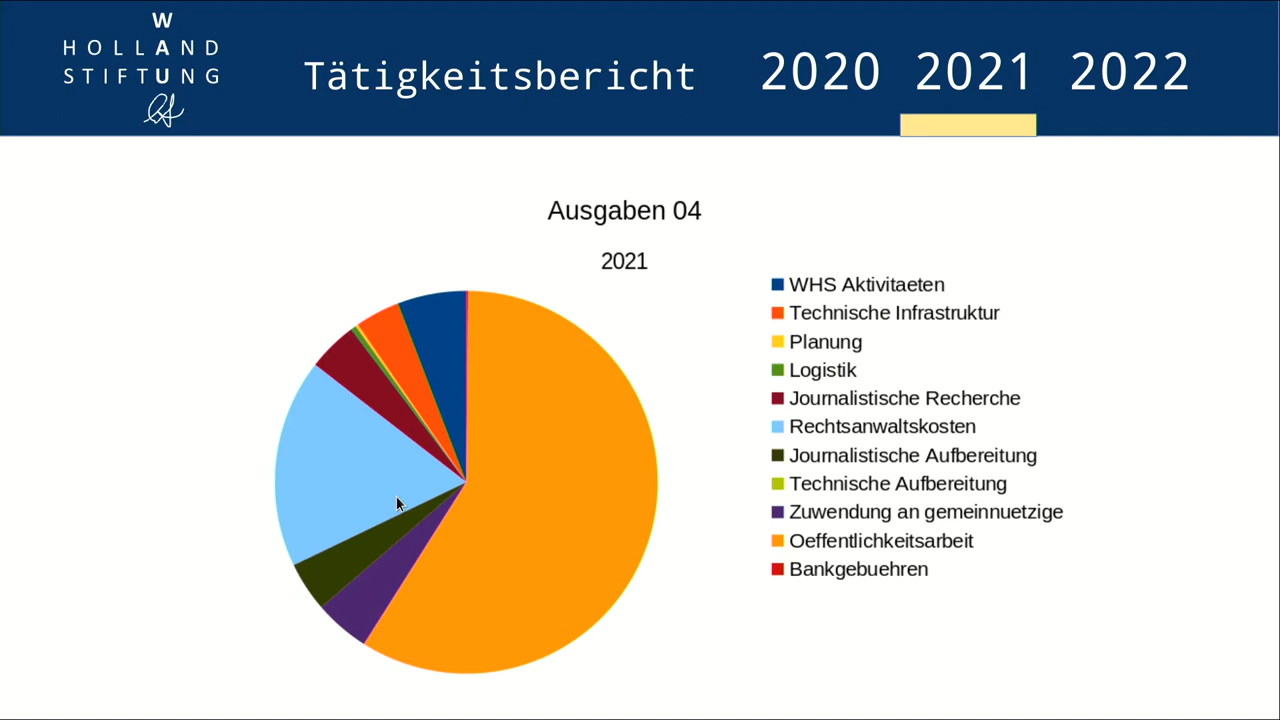 W
HOLLAND
STIFTUNG
Tätigkeitsbericht 2020 2021 2022
Ausgaben 04
2021
WHS Aktivitaeten
Technische Infrastruktur
Planung
Logistik
Journalistische Recherche
Rechtsanwaltskosten
Journalistische Aufbereitung
Technische Aufbereitung
Zuwendung an gemeinnuetzige
Oeffentlichkeitsarbeit
Bankgebuehren